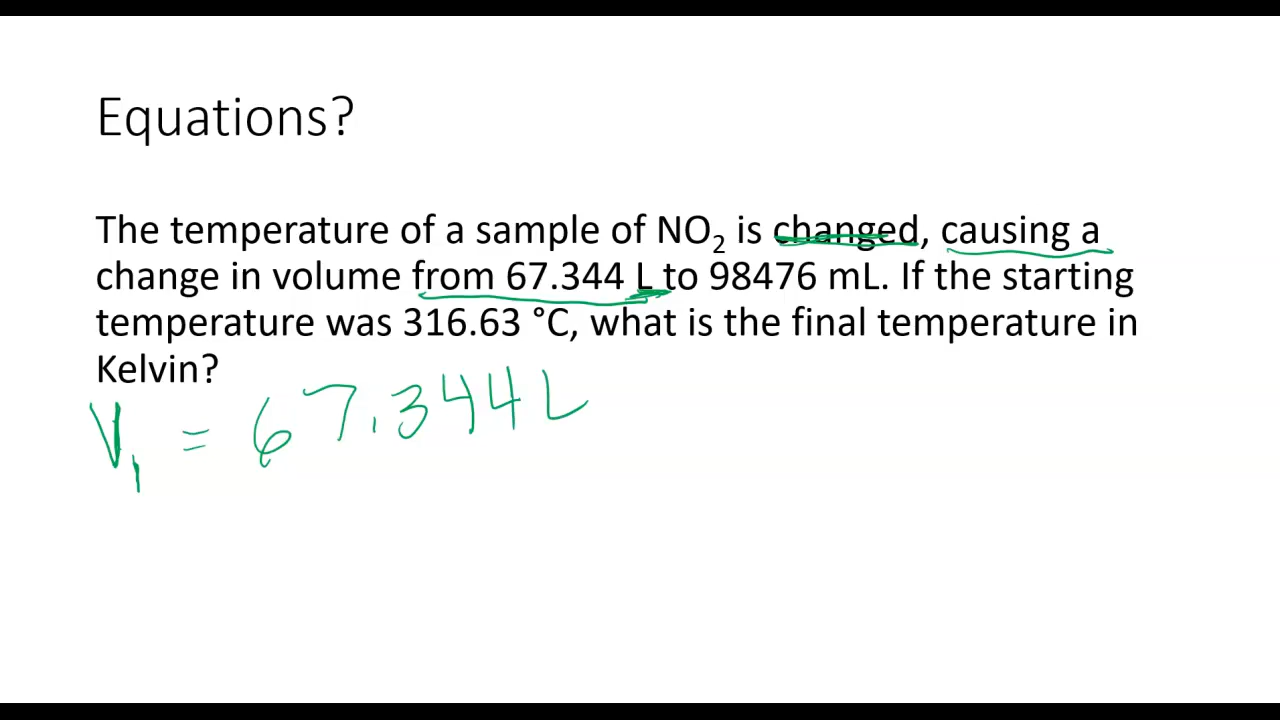 Equations?
The temperature of a sample of NO₂ is changed, causing a
change in volume from 67.344 L to 98476 mL. If the starting
temperature was 316.63 °C, what is the final temperature in
Kelvin?
V₁ = 67.344L